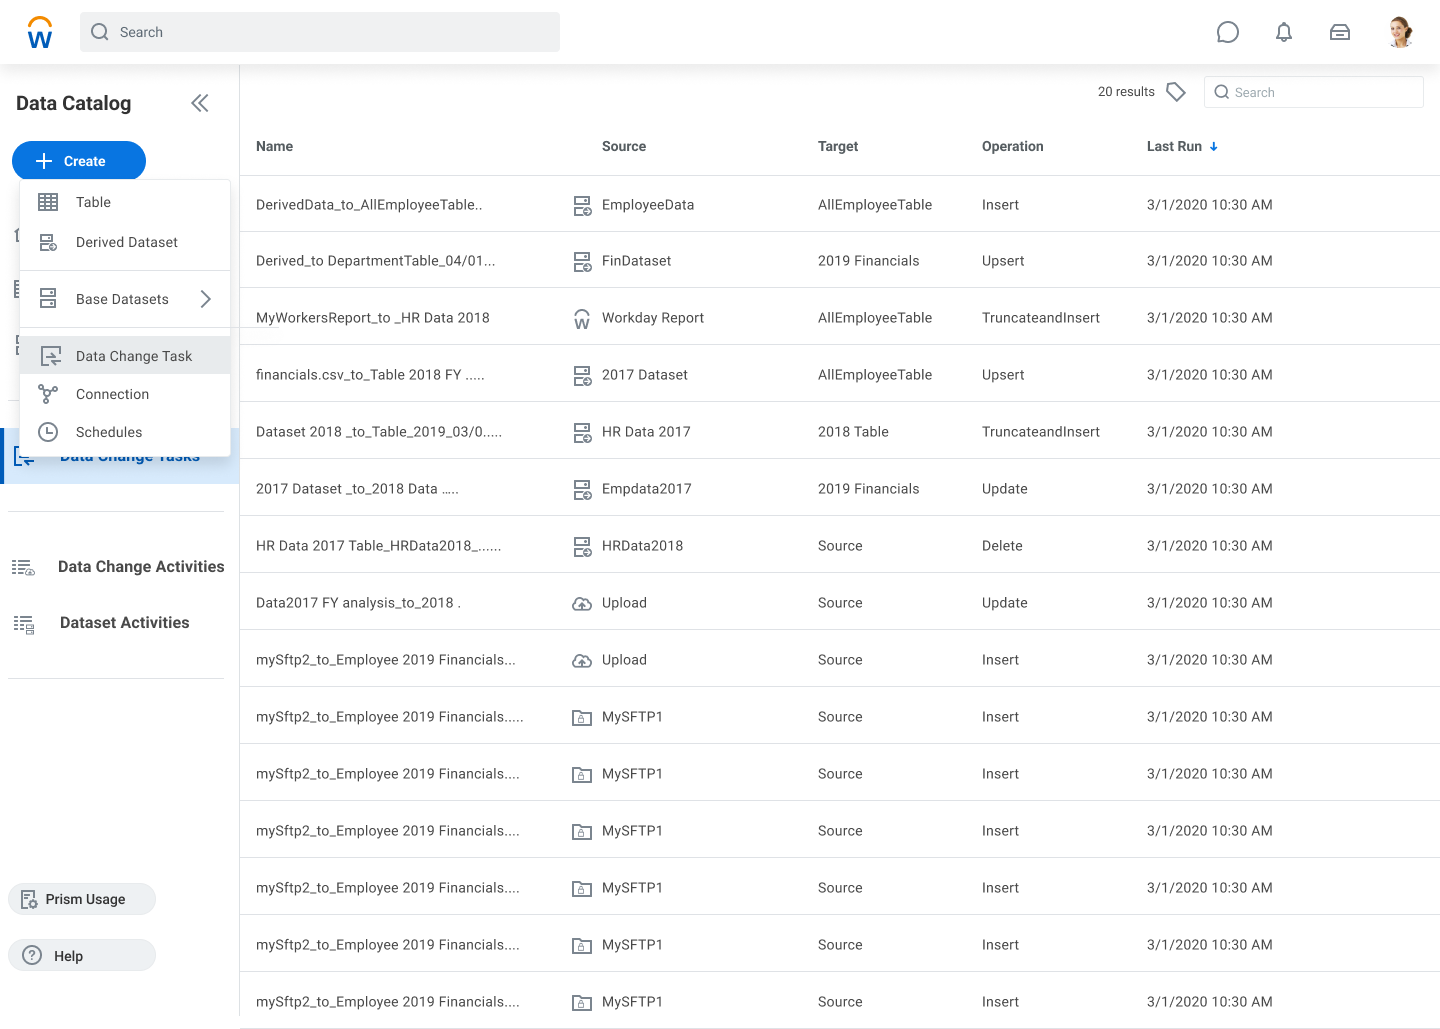 W
Search
Data Catalog
20 results
Search
Create
Table
Derived Dataset
Base Datasets
Data Change Task
Connection
Schedules
Data Change Tasks
Data Change Activities
Dataset Activities
Prism Usage
Help
Name Source Target Operation Last Run
DerivedData_to_AllEmployeeTable.. EmployeeData AllEmployeeTable Insert 3/1/2020 10:30 AM
Derived_to DepartmentTable_04/01... FinDataset 2019 Financials Upsert 3/1/2020 10:30 AM
MyWorkersReport_to _HR Data 2018 Workday Report AllEmployeeTable TruncateandInsert 3/1/2020 10:30 AM
financials.csv_to_Table 2018 FY ..... 2017 Dataset AllEmployeeTable Upsert 3/1/2020 10:30 AM
Dataset 2018 _to_Table_2019_03/0..... HR Data 2017 2018 Table TruncateandInsert 3/1/2020 10:30 AM
2017 Dataset _to_2018 Data ..... Empdata2017 2019 Financials Update 3/1/2020 10:30 AM
HR Data 2017 Table_HRData2018_...... HRData2018 Source Delete 3/1/2020 10:30 AM
Data2017 FY analysis_to_2018 . Upload Source Update 3/1/2020 10:30 AM
mySftp2_to_Employee 2019 Financials... Upload Source Insert 3/1/2020 10:30 AM
mySftp2_to_Employee 2019 Financials..... MySFTP1 Source Insert 3/1/2020 10:30 AM
mySftp2_to_Employee 2019 Financials.... MySFTP1 Source Insert 3/1/2020 10:30 AM
mySftp2_to_Employee 2019 Financials.... MySFTP1 Source Insert 3/1/2020 10:30 AM
mySftp2_to_Employee 2019 Financials.... MySFTP1 Source Insert 3/1/2020 10:30 AM
mySftp2_to_Employee 2019 Financials.... MySFTP1 Source Insert 3/1/2020 10:30 AM
mySftp2_to_Employee 2019 Financials.... MySFTP1 Source Insert 3/1/2020 10:30 AM